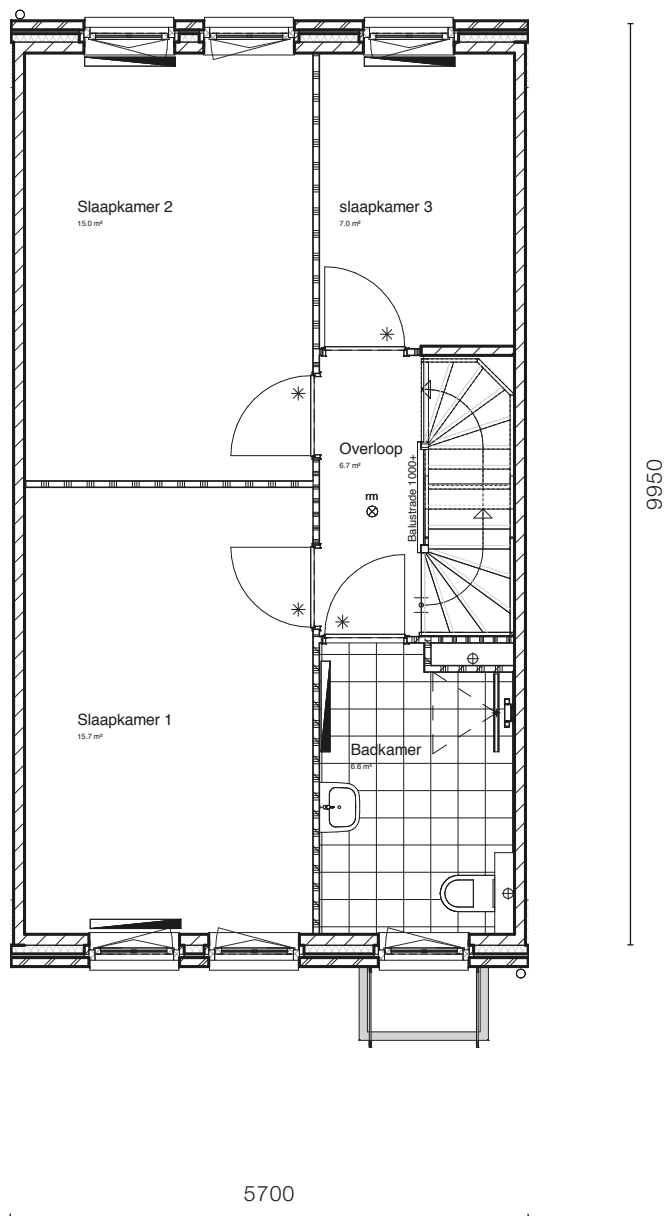 Slaapkamer 2
15.0 m²
slaapkamer 3
7.0 m²
Overloop
6.7 m²
rm
Balustrade 1000+
9950
Slaapkamer 1
15.7 m²
Badkamer
6.6 m²
5700